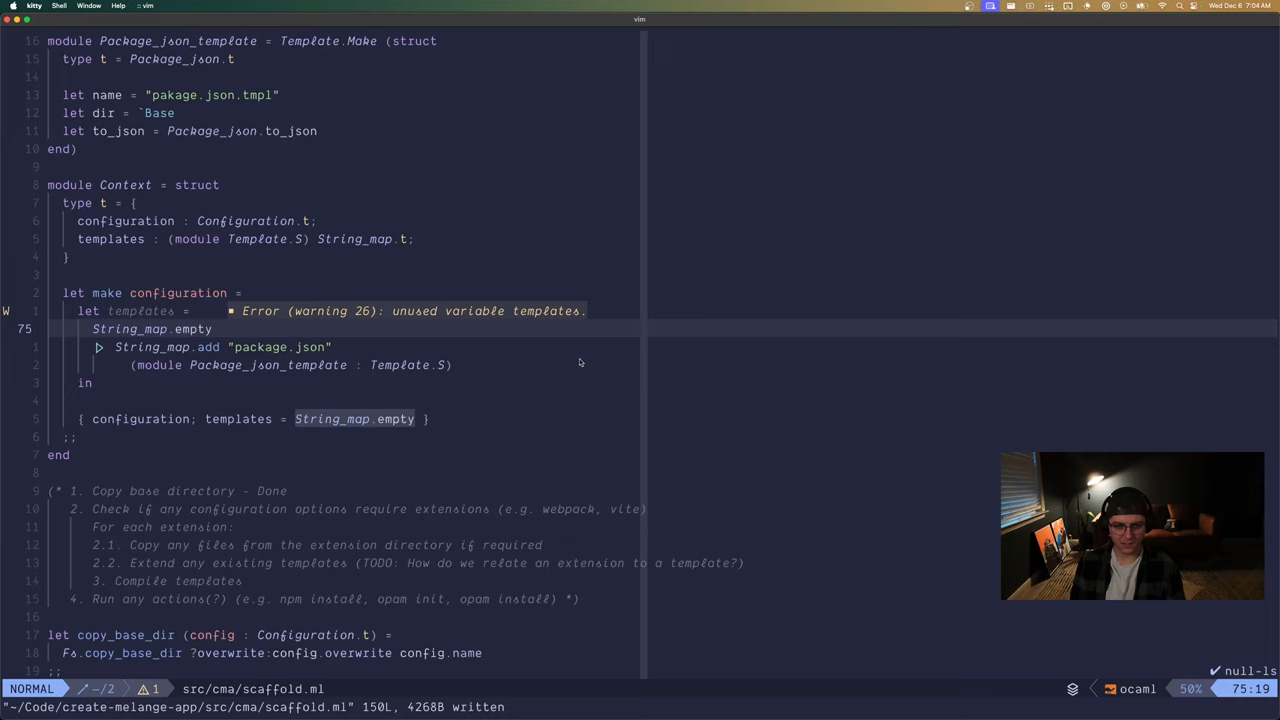 kitty Shell Window Help :: vim Wed Dec 6 7:04 AM
vim
16 module Package_json_template = Template.Make (struct
15 type t = Package_json.t
14
13 let name = "pakage.json.tmpl"
12 let dir = `Base
11 let to_json = Package_json.to_json
10 end)
9
8 module Context = struct
7 type t = {
6 configuration : Configuration.t;
5 templates : (module Template.S) String_map.t;
4 }
3
2 let make configuration =
W 1 let templates = ▪ Error (warning 26): unused variable templates.
75 String_map.empty
1 ▷ String_map.add "package.json"
2 (module Package_json_template : Template.S)
3 in
4
5 { configuration; templates = String_map.empty }
6 ;;
7 end
8
9 (* 1. Copy base directory - Done
10 2. Check if any configuration options require extensions (e.g. webpack, vite)
11 For each extension:
12 2.1. Copy any files from the extension directory if required
13 2.2. Extend any existing templates (TODO: How do we relate an extension to a template?)
14 3. Compile templates
15 4. Run any actions(?) (e.g. npm install, opam init, opam install) *)
16
17 let copy_base_dir (config : Configuration.t) =
18 Fs.copy_base_dir ?overwrite:config.overwrite config.name
19 ;;
✔ null-ls
NORMAL −/2 1 src/cma/scaffold.ml ocaml 50% 75:19
"~/Code/create-melange-app/src/cma/scaffold.ml" 150L, 4268B written